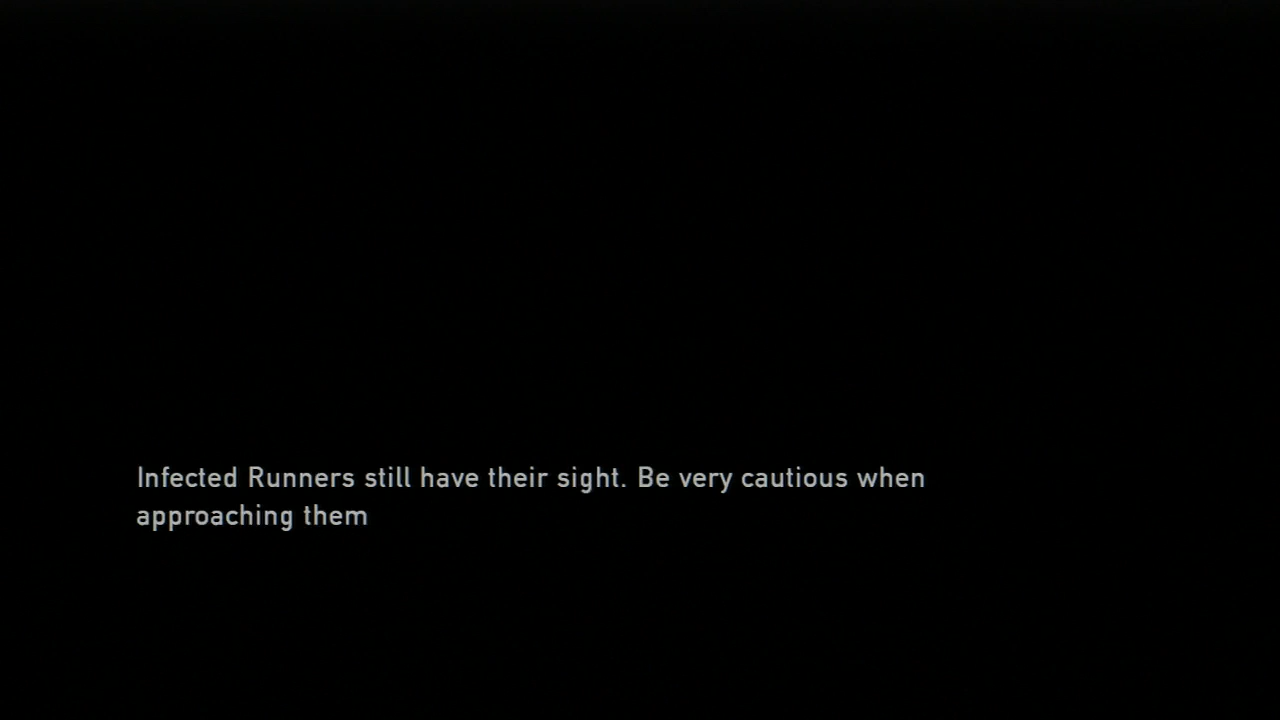 Infected Runners still have their sight. Be very cautious when
approaching them